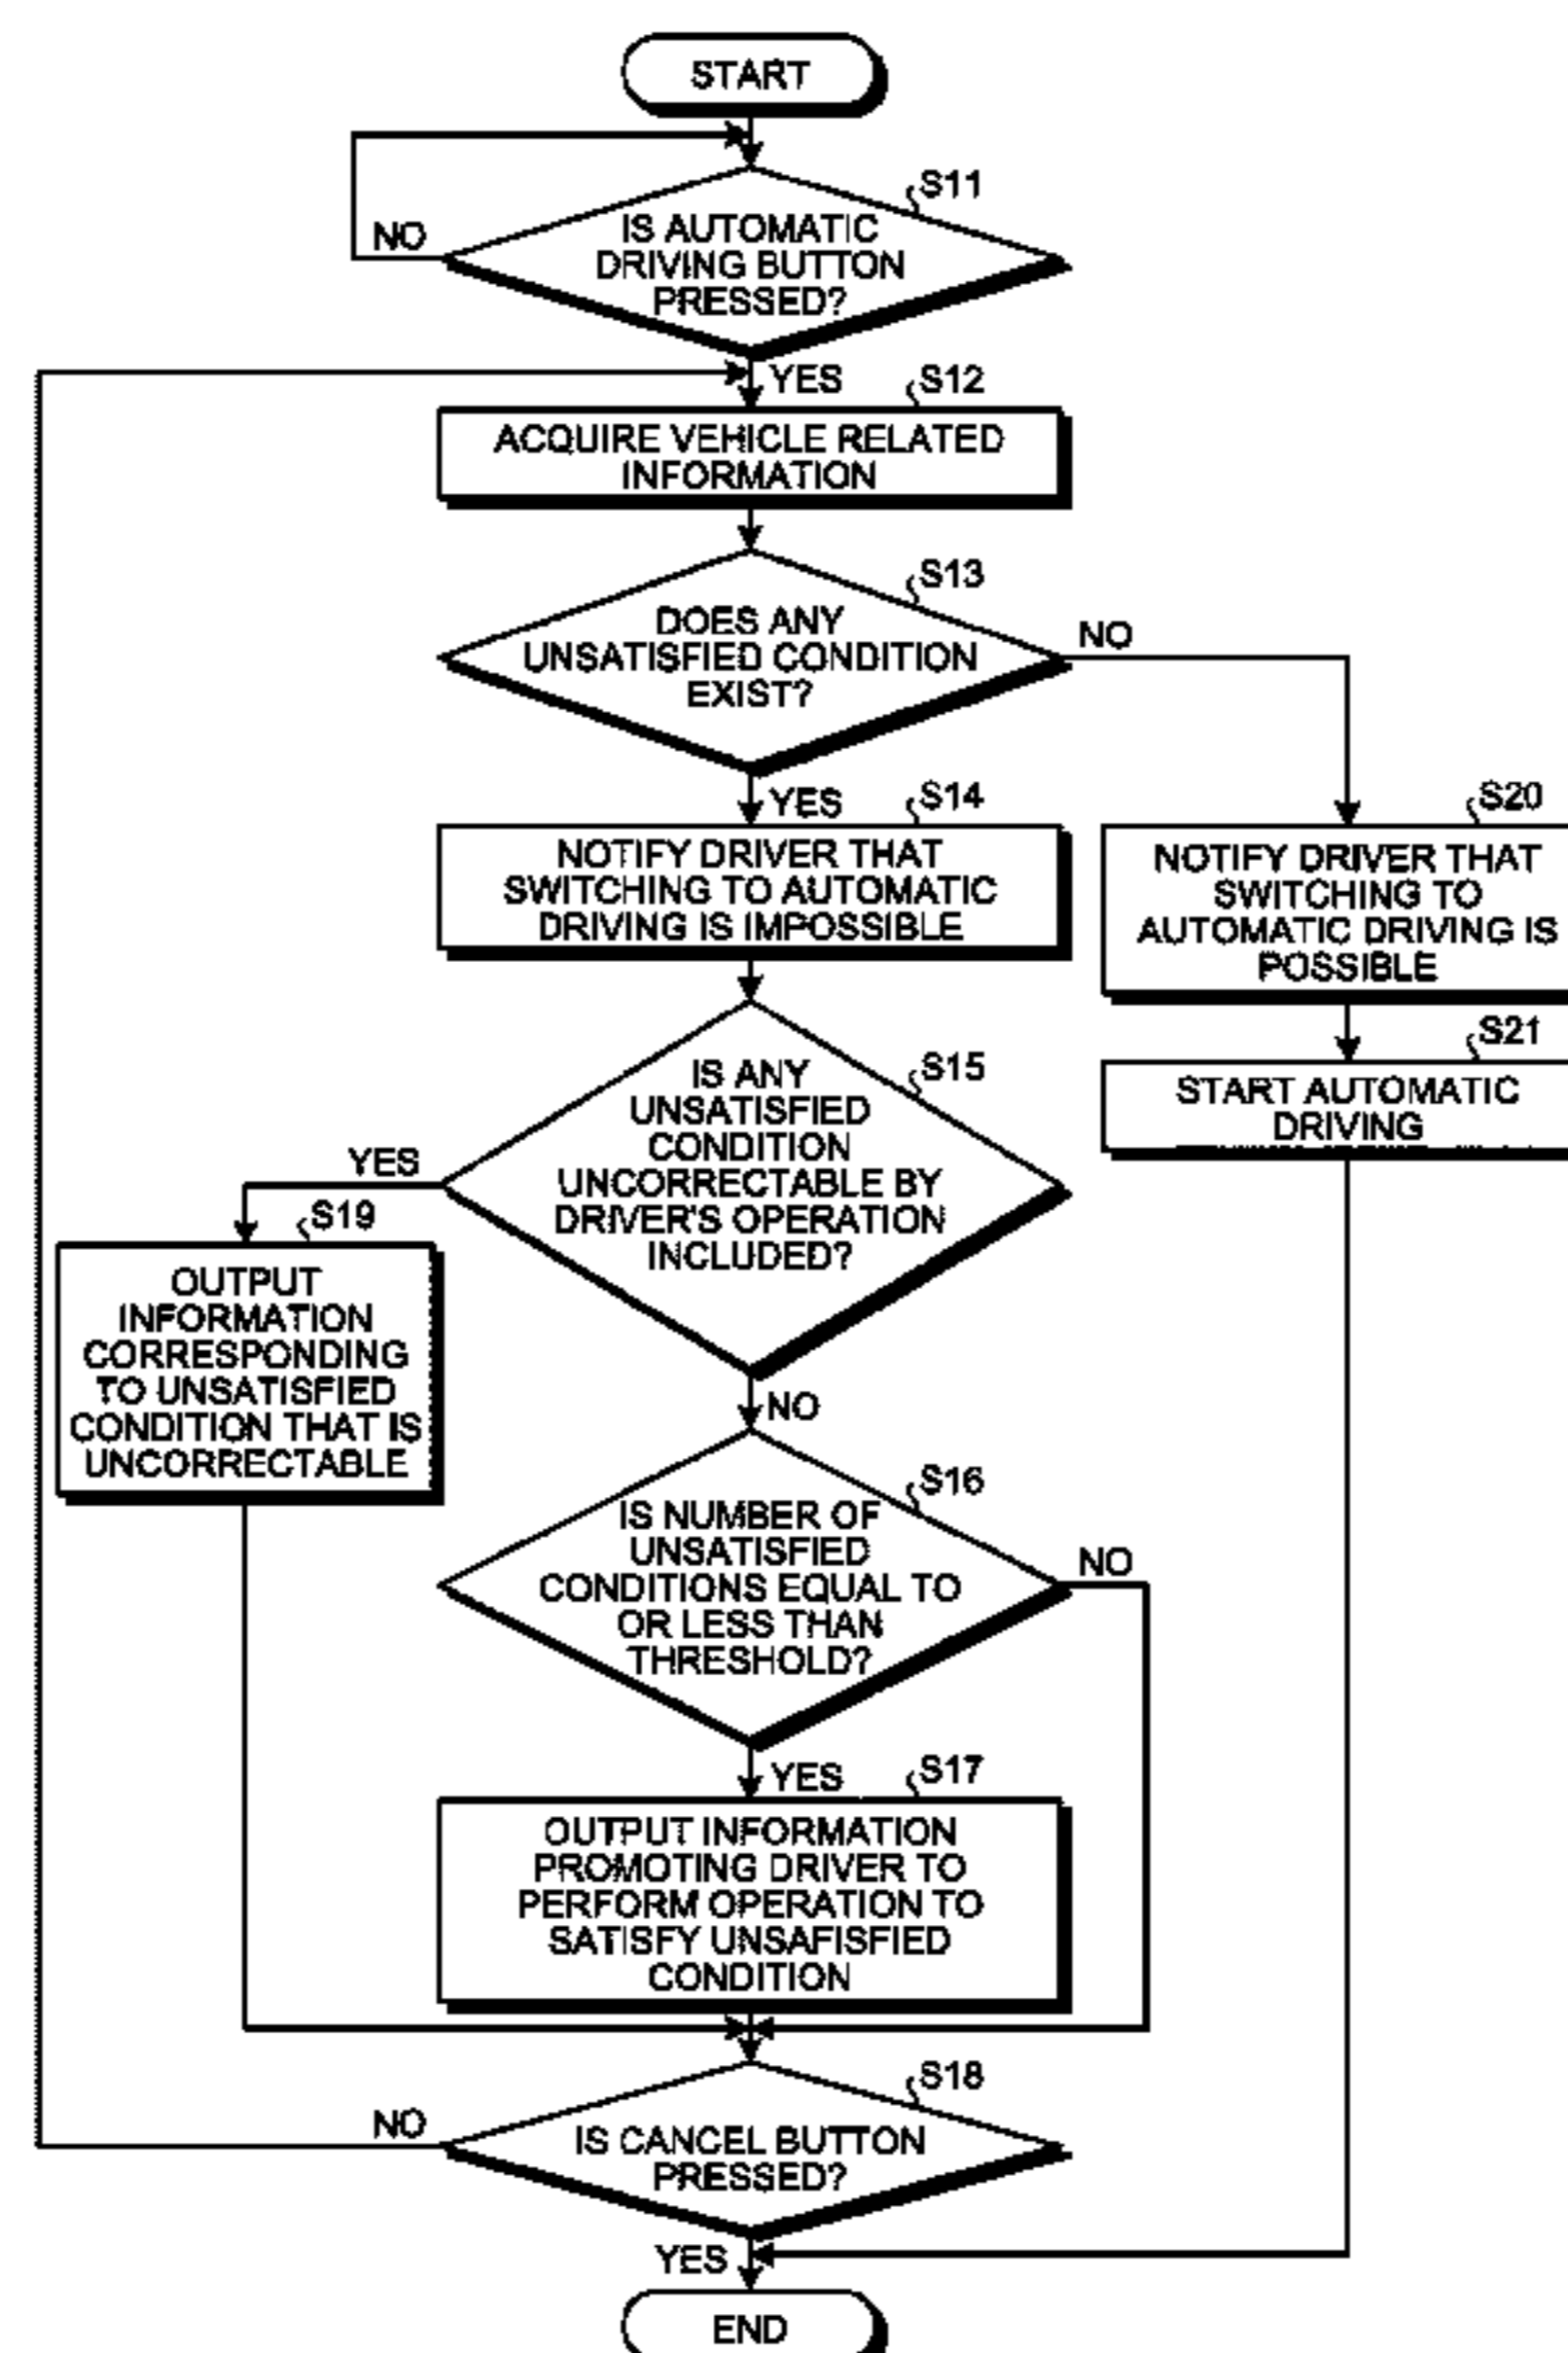 START
S11
NO
IS AUTOMATIC
DRIVING BUTTON
PRESSED?
YES
S12
ACQUIRE VEHICLE RELATED
INFORMATION
S13
DOES ANY
UNSATISFIED CONDITION
EXIST?
NO
YES
S14
NOTIFY DRIVER THAT
SWITCHING TO AUTOMATIC
DRIVING IS IMPOSSIBLE
S20
NOTIFY DRIVER THAT
SWITCHING TO
AUTOMATIC DRIVING IS
POSSIBLE
S21
START AUTOMATIC
DRIVING
S15
IS ANY
UNSATISFIED
CONDITION
UNCORRECTABLE BY
DRIVER'S OPERATION
INCLUDED?
YES
S19
OUTPUT
INFORMATION
CORRESPONDING
TO UNSATISFIED
CONDITION THAT IS
UNCORRECTABLE
NO
S16
IS NUMBER OF
UNSATISFIED
CONDITIONS EQUAL TO
OR LESS THAN
THRESHOLD?
NO
YES
S17
OUTPUT INFORMATION
PROMOTING DRIVER TO
PERFORM OPERATION TO
SATISFY UNSAFISFIED
CONDITION
S18
NO
IS CANCEL BUTTON
PRESSED?
YES
END